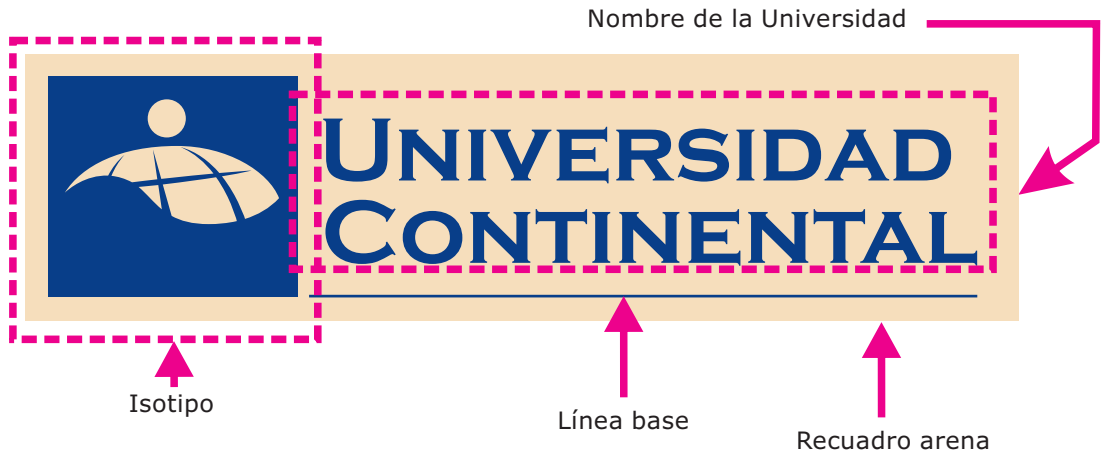 Nombre de la Universidad
UNIVERSIDAD
CONTINENTAL
Isotipo
Línea base
Recuadro arena